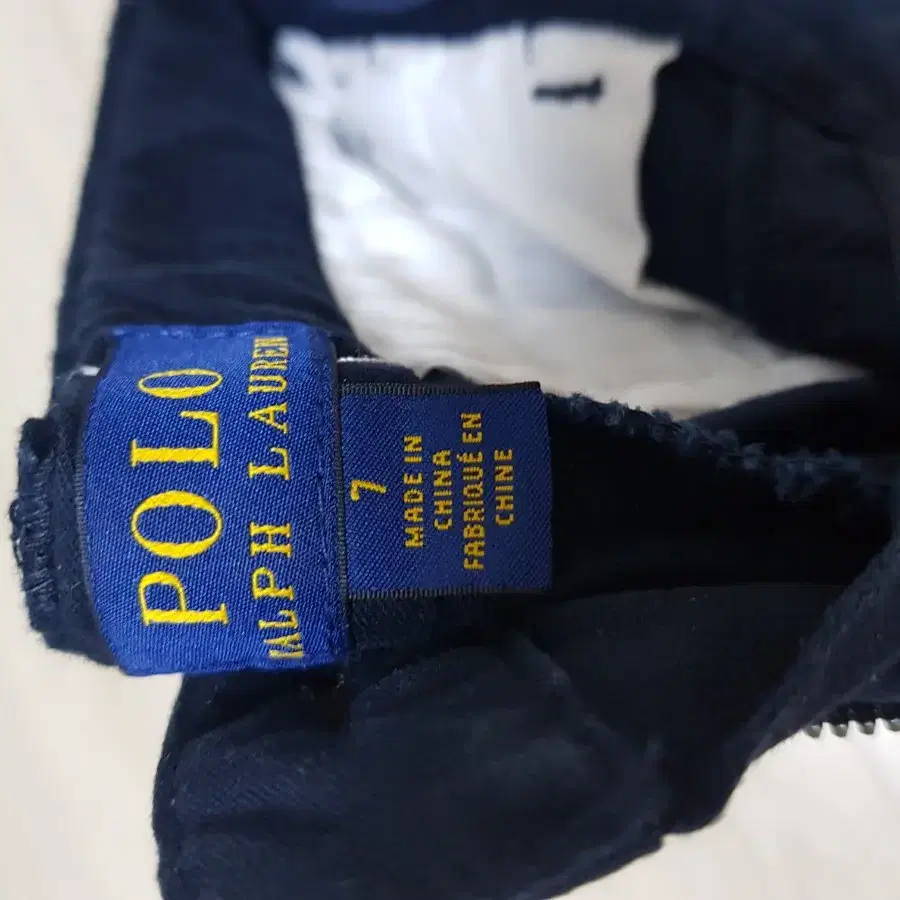 POLO
RALPH LAUREN
7
MADE IN
CHINA
FABRIQUÉ EN
CHINE